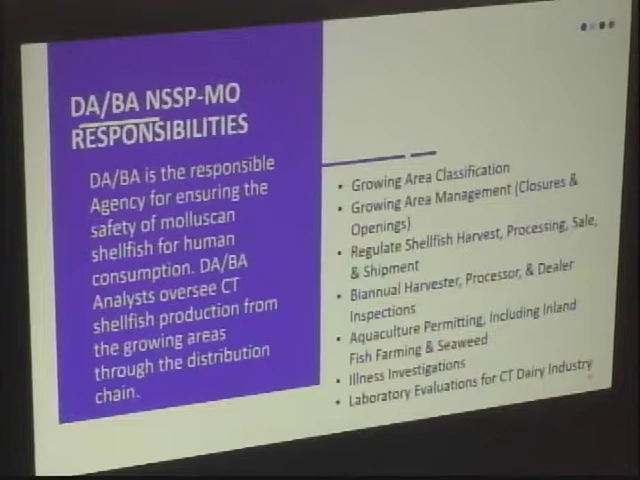 DA/BA NSSP-MO
RESPONSIBILITIES
DA/BA is the responsible
Agency for ensuring the
safety of molluscan
shellfish for human
consumption. DA/BA
Analysts oversee CT
shellfish production from
the growing areas
through the distribution
chain.
• Growing Area Classification
• Growing Area Management (Closures &
Openings)
• Regulate Shellfish Harvest, Processing, Sale,
& Shipment
• Biannual Harvester, Processor, & Dealer
Inspections
• Aquaculture Permitting, Including Inland
Fish Farming & Seaweed
• Illness Investigations
• Laboratory Evaluations for CT Dairy Industry